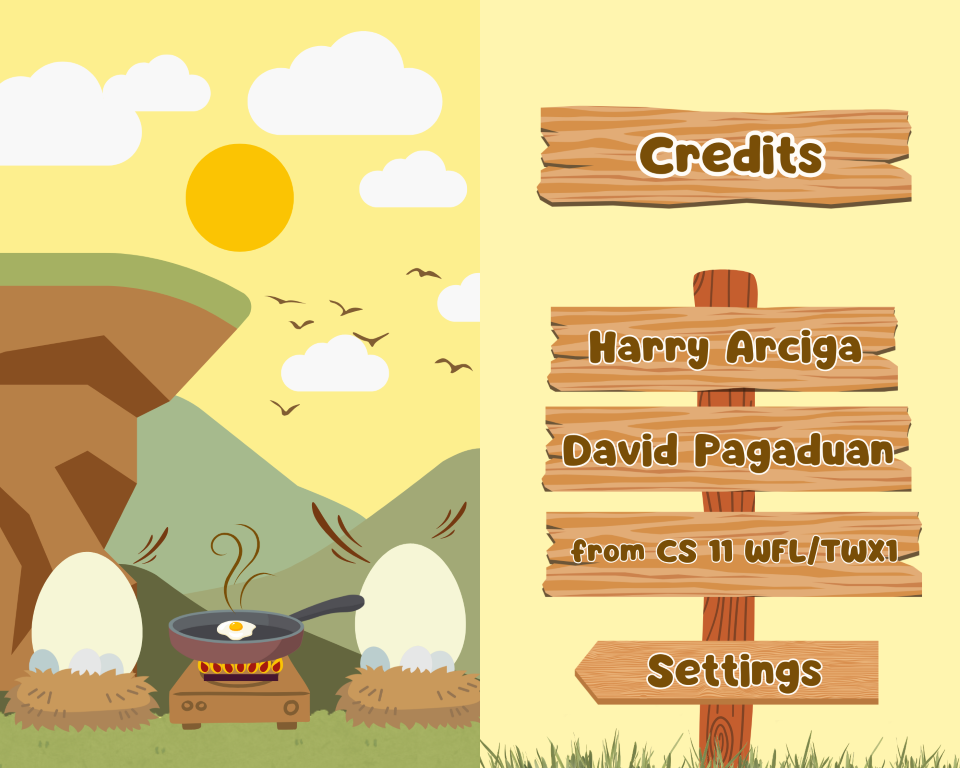 Credits
Harry Arciga
David Pagaduan
from CS 11 WFL/TWX1
Settings